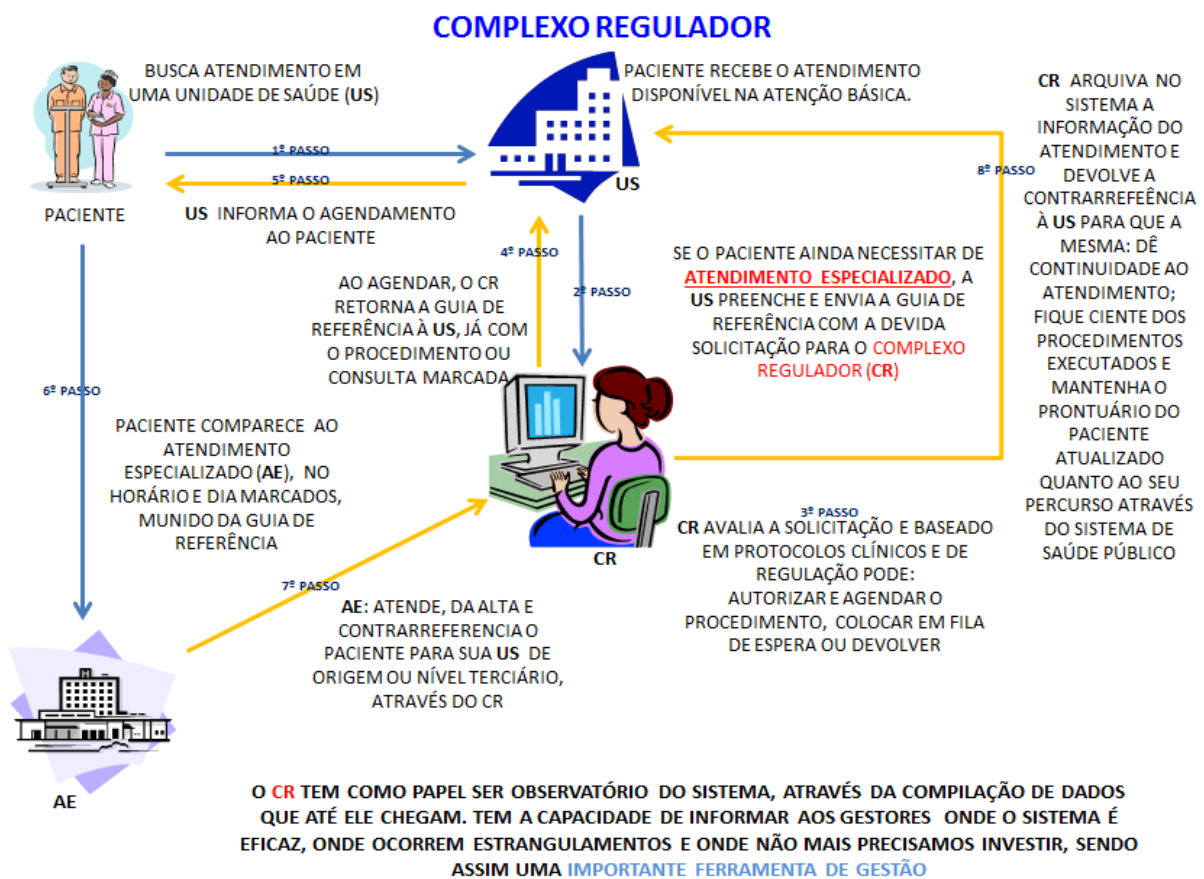 COMPLEXO REGULADOR
BUSCA ATENDIMENTO EM
UMA UNIDADE DE SAÚDE (US)
PACIENTE RECEBE O ATENDIMENTO
DISPONÍVEL NA ATENÇÃO BÁSICA.
1º PASSO
5º PASSO
US
PACIENTE
US INFORMA O AGENDAMENTO
AO PACIENTE
4º PASSO
AO AGENDAR, O CR
RETORNA A GUIA DE
REFERÊNCIA À US, JÁ COM
O PROCEDIMENTO OU
CONSULTA MARCADA
2º PASSO
SE O PACIENTE AINDA NECESSITAR DE
ATENDIMENTO ESPECIALIZADO, A
US PREENCHE E ENVIA A GUIA DE
REFERÊNCIA COM A DEVIDA
SOLICITAÇÃO PARA O COMPLEXO
REGULADOR (CR)
8º PASSO
CR ARQUIVA NO
SISTEMA A
INFORMAÇÃO DO
ATENDIMENTO E
DEVOLVE A
CONTRARREFEÊNCIA
À US PARA QUE A
MESMA: DÊ
CONTINUIDADE AO
ATENDIMENTO;
FIQUE CIENTE DOS
PROCEDIMENTOS
EXECUTADOS E
MANTENHA O
PRONTUÁRIO DO
PACIENTE
ATUALIZADO
QUANTO AO SEU
PERCURSO ATRAVÉS
DO SISTEMA DE
SAÚDE PÚBLICO
6º PASSO
PACIENTE COMPARECE AO
ATENDIMENTO
ESPECIALIZADO (AE), NO
HORÁRIO E DIA MARCADOS,
MUNIDO DA GUIA DE
REFERÊNCIA
CR
3º PASSO
CR AVALIA A SOLICITAÇÃO E BASEADO
EM PROTOCOLOS CLÍNICOS E DE
REGULAÇÃO PODE:
AUTORIZAR E AGENDAR O
PROCEDIMENTO, COLOCAR EM FILA
DE ESPERA OU DEVOLVER
7º PASSO
AE: ATENDE, DA ALTA E
CONTRARREFERENCIA O
PACIENTE PARA SUA US DE
ORIGEM OU NÍVEL TERCIÁRIO,
ATRAVÉS DO CR
AE
O CR TEM COMO PAPEL SER OBSERVATÓRIO DO SISTEMA, ATRAVÉS DA COMPILAÇÃO DE DADOS
QUE ATÉ ELE CHEGAM. TEM A CAPACIDADE DE INFORMAR AOS GESTORES ONDE O SISTEMA É
EFICAZ, ONDE OCORREM ESTRANGULAMENTOS E ONDE NÃO MAIS PRECISAMOS INVESTIR, SENDO
ASSIM UMA IMPORTANTE FERRAMENTA DE GESTÃO